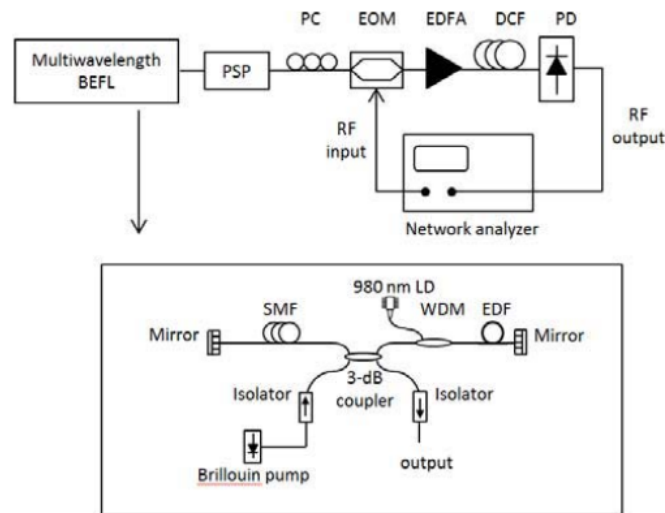 PC
EOM
EDFA
DCF
PD
Multiwavelength
BEFL
PSP
RF
input
RF
output
Network analyzer
980 nm LD
SMF
WDM
EDF
Mirror
Mirror
3-dB
coupler
Isolator
Isolator
Brillouin pump
output